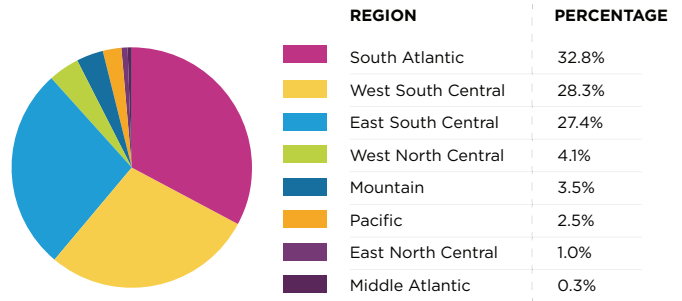 REGION PERCENTAGE
South Atlantic 32.8%
West South Central 28.3%
East South Central 27.4%
West North Central 4.1%
Mountain 3.5%
Pacific 2.5%
East North Central 1.0%
Middle Atlantic 0.3%